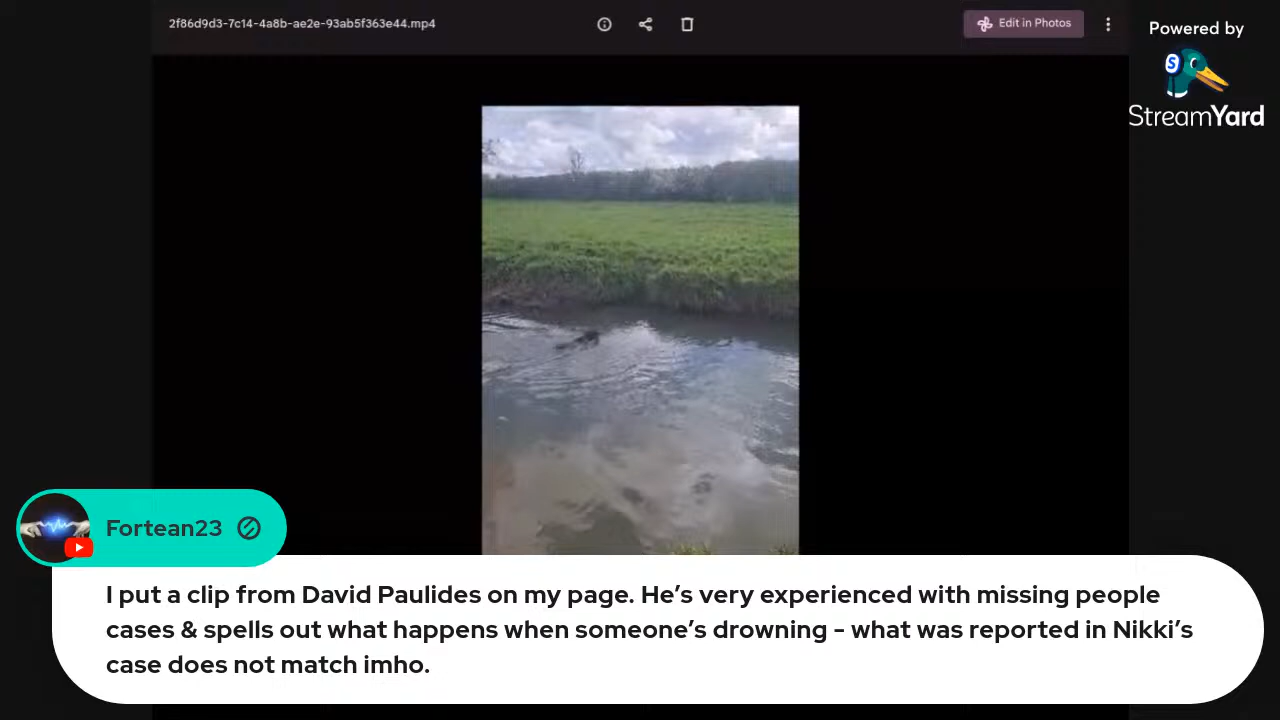 2f86d9d3-7c14-4a8b-ae2e-93ab5f363e44.mp4
Edit in Photos
Powered by
S
StreamYard
Fortean23
I put a clip from David Paulides on my page. He’s very experienced with missing people
cases & spells out what happens when someone’s drowning - what was reported in Nikki’s
case does not match imho.